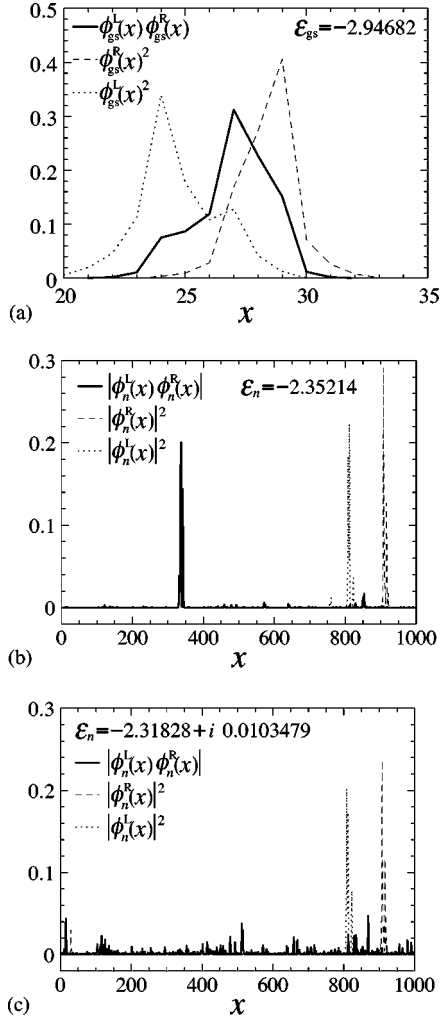 0.5
0.4
0.3
0.2
0.1
0
ϕ^L_gs(x) ϕ^R_gs(x)
ϕ^R_gs(x)^2
ϕ^L_gs(x)^2
ε_gs=−2.94682
20 25 30 35
x
(a)
0.3
0.2
0.1
0
|ϕ^L_n(x) ϕ^R_n(x)|
|ϕ^R_n(x)|^2
|ϕ^L_n(x)|^2
ε_n=−2.35214
0 200 400 600 800 1000
x
(b)
0.3
0.2
0.1
0
ε_n=−2.31828+i 0.0103479
|ϕ^L_n(x) ϕ^R_n(x)|
|ϕ^R_n(x)|^2
|ϕ^L_n(x)|^2
0 200 400 600 800 1000
x
(c)